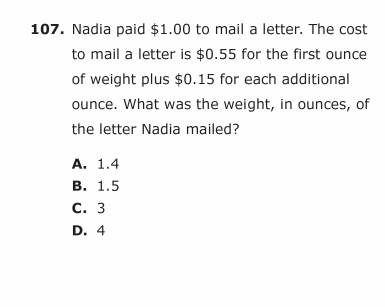 107. Nadia paid $1.00 to mail a letter. The cost
to mail a letter is $0.55 for the first ounce
of weight plus $0.15 for each additional
ounce. What was the weight, in ounces, of
the letter Nadia mailed?
A. 1.4
B. 1.5
C. 3
D. 4